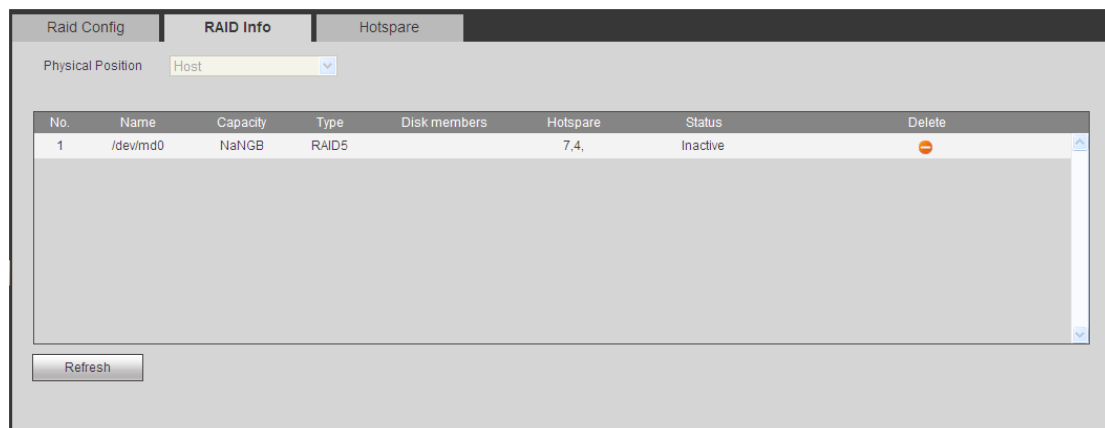 Raid Config RAID Info Hotspare
Physical Position Host
No. Name Capacity Type Disk members Hotspare Status Delete
1 /dev/md0 NaNGB RAID5 7,4, Inactive
Refresh